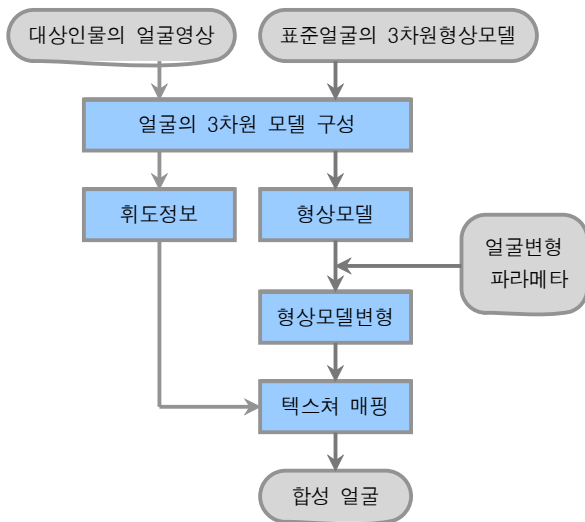 대상인물의 얼굴영상
표준얼굴의 3차원형상모델
얼굴의 3차원 모델 구성
휘도정보
형상모델
얼굴변형
파라메타
형상모델변형
텍스쳐 매핑
합성 얼굴